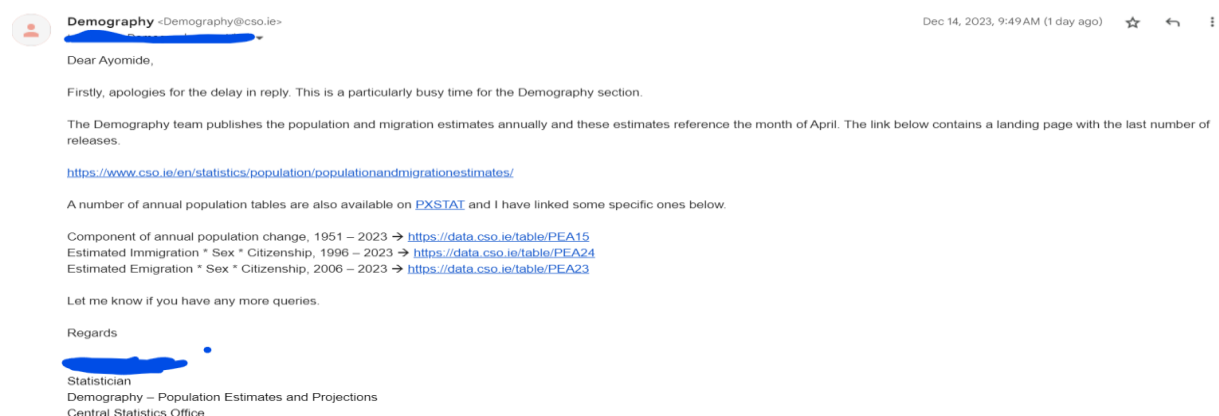 Demography <Demography@cso.ie>
Dec 14, 2023, 9:49 AM (1 day ago)
Dear Ayomide,
Firstly, apologies for the delay in reply. This is a particularly busy time for the Demography section.
The Demography team publishes the population and migration estimates annually and these estimates reference the month of April. The link below contains a landing page with the last number of
releases.
https://www.cso.ie/en/statistics/population/populationandmigrationestimates/
A number of annual population tables are also available on PXSTAT and I have linked some specific ones below.
Component of annual population change, 1951 – 2023 → https://data.cso.ie/table/PEA15
Estimated Immigration * Sex * Citizenship, 1996 – 2023 → https://data.cso.ie/table/PEA24
Estimated Emigration * Sex * Citizenship, 2006 – 2023 → https://data.cso.ie/table/PEA23
Let me know if you have any more queries.
Regards
Statistician
Demography – Population Estimates and Projections
Central Statistics Office